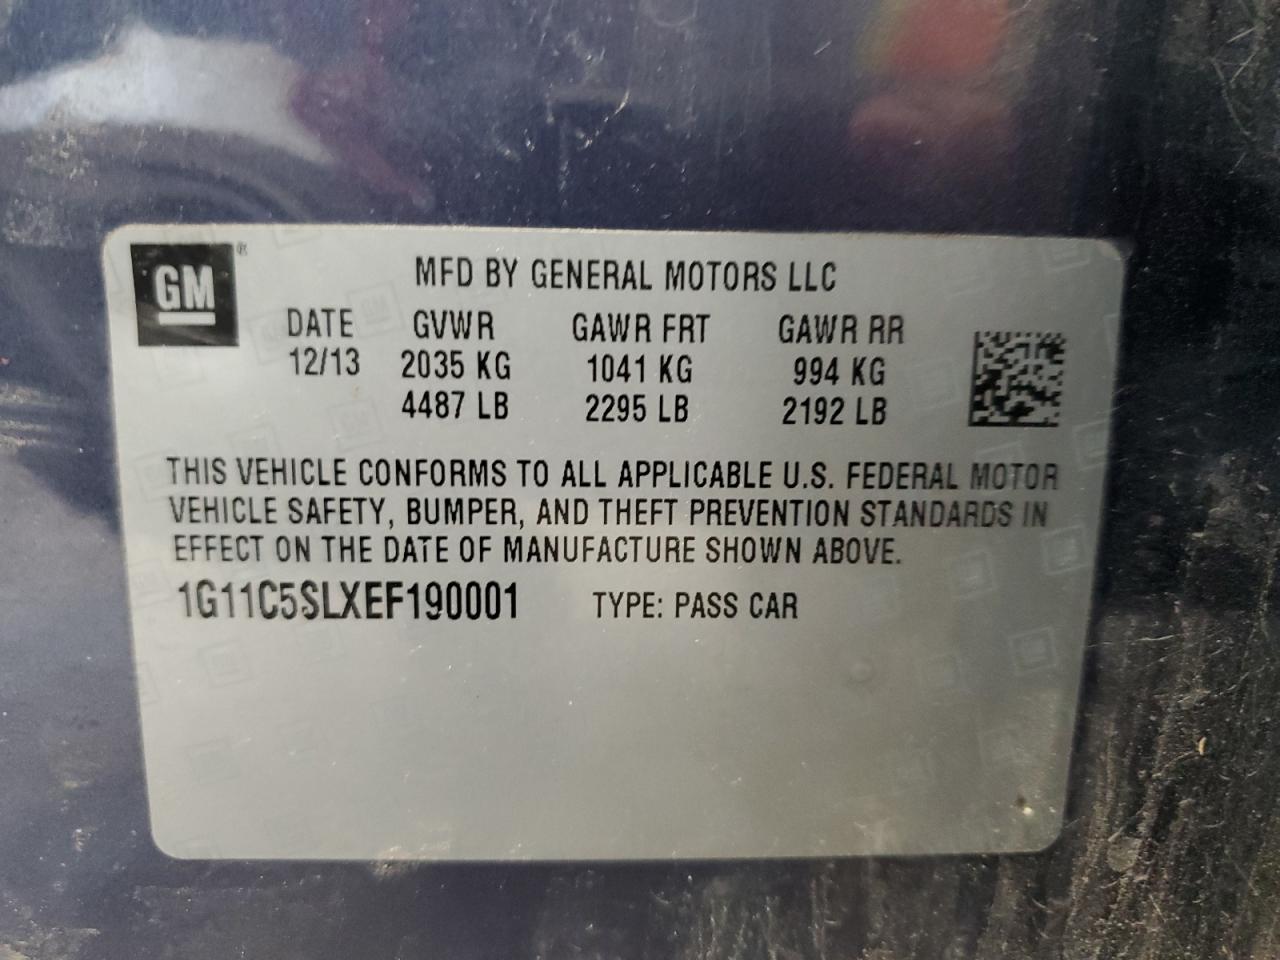 GM®
MFD BY GENERAL MOTORS LLC
DATE GVWR GAWR FRT GAWR RR
12/13 2035 KG 1041 KG 994 KG
4487 LB 2295 LB 2192 LB
THIS VEHICLE CONFORMS TO ALL APPLICABLE U.S. FEDERAL MOTOR
VEHICLE SAFETY, BUMPER, AND THEFT PREVENTION STANDARDS IN
EFFECT ON THE DATE OF MANUFACTURE SHOWN ABOVE.
1G11C5SLXEF190001 TYPE: PASS CAR